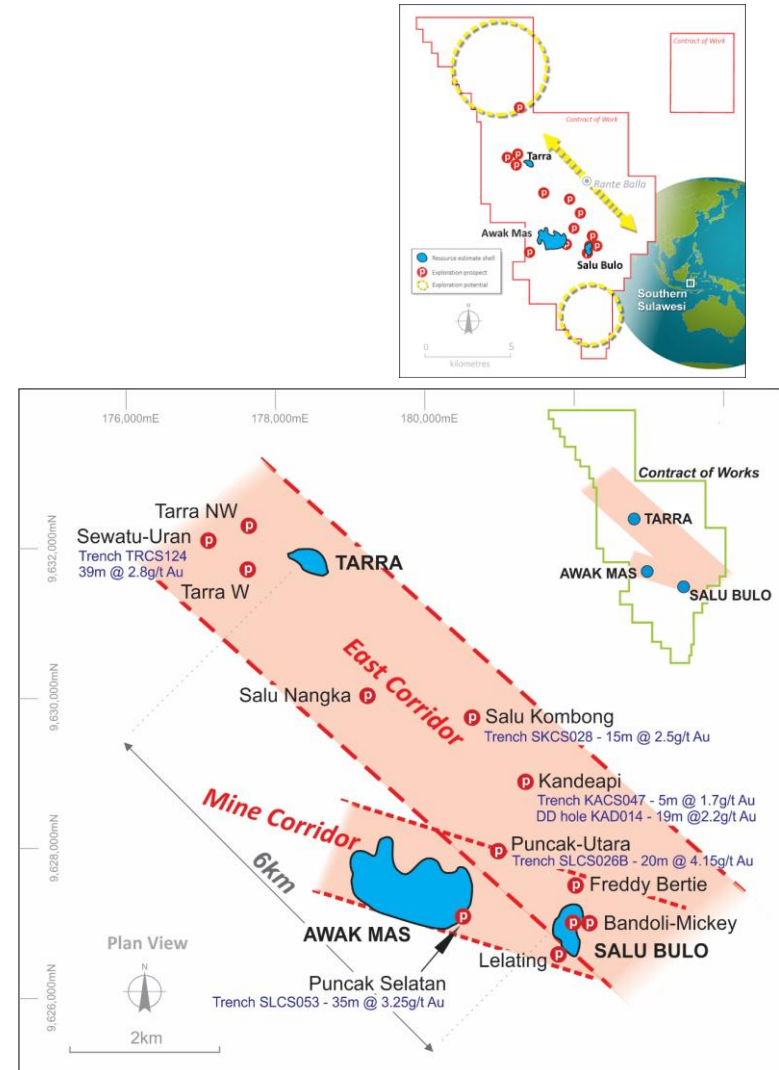 Contract of Work
Contract of Work
Tarra
Rante Balla
Awak Mas
Salu Bulo
Resource estimate shell
P Exploration prospect
Exploration potential
N
0 5
kilometres
Southern
Sulawesi
176,000mE 178,000mE 180,000mE
9,632,000mN
9,630,000mN
9,628,000mN
9,626,000mN
Contract of Works
TARRA
AWAK MAS
SALU BULO
Tarra NW
Sewatu-Uran
Trench TRCS124
39m @ 2.8g/t Au
Tarra W
TARRA
East Corridor
Salu Nangka
Salu Kombong
Trench SKCS028 - 15m @ 2.5g/t Au
Kandeapi
Trench KACS047 - 5m @ 1.7g/t Au
DD hole KAD014 - 19m @2.2g/t Au
Mine Corridor
Puncak-Utara
Trench SLCS026B - 20m @ 4.15g/t Au
6km
Freddy Bertie
Bandoli-Mickey
AWAK MAS
SALU BULO
Lelating
Puncak Selatan
Trench SLCS053 - 35m @ 3.25g/t Au
Plan View
N
2km